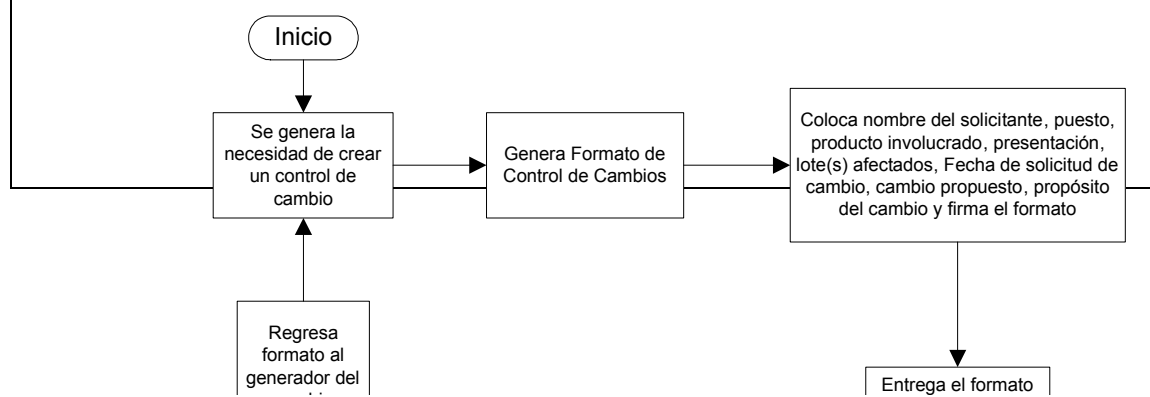 Inicio
Se genera la
necesidad de crear
un control de
cambio
Genera Formato de
Control de Cambios
Coloca nombre del solicitante, puesto,
producto involucrado, presentación,
lote(s) afectados, Fecha de solicitud de
cambio, cambio propuesto, propósito
del cambio y firma el formato
Regresa
formato al
generador del
Entrega el formato